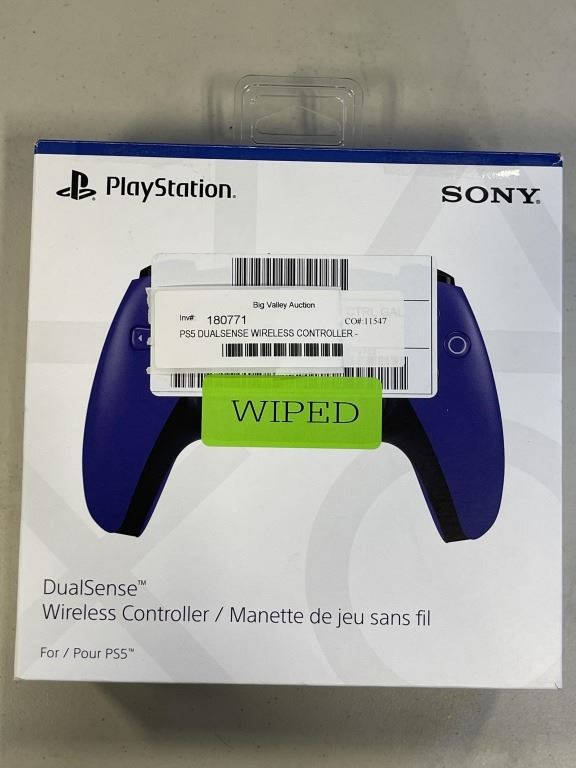 PlayStation®
SONY®
Big Valley Auction
Inv#: 180771
CO#:11547
PS5 DUALSENSE WIRELESS CONTROLLER -
WIPED
DualSense™
Wireless Controller / Manette de jeu sans fil
For / Pour PS5™